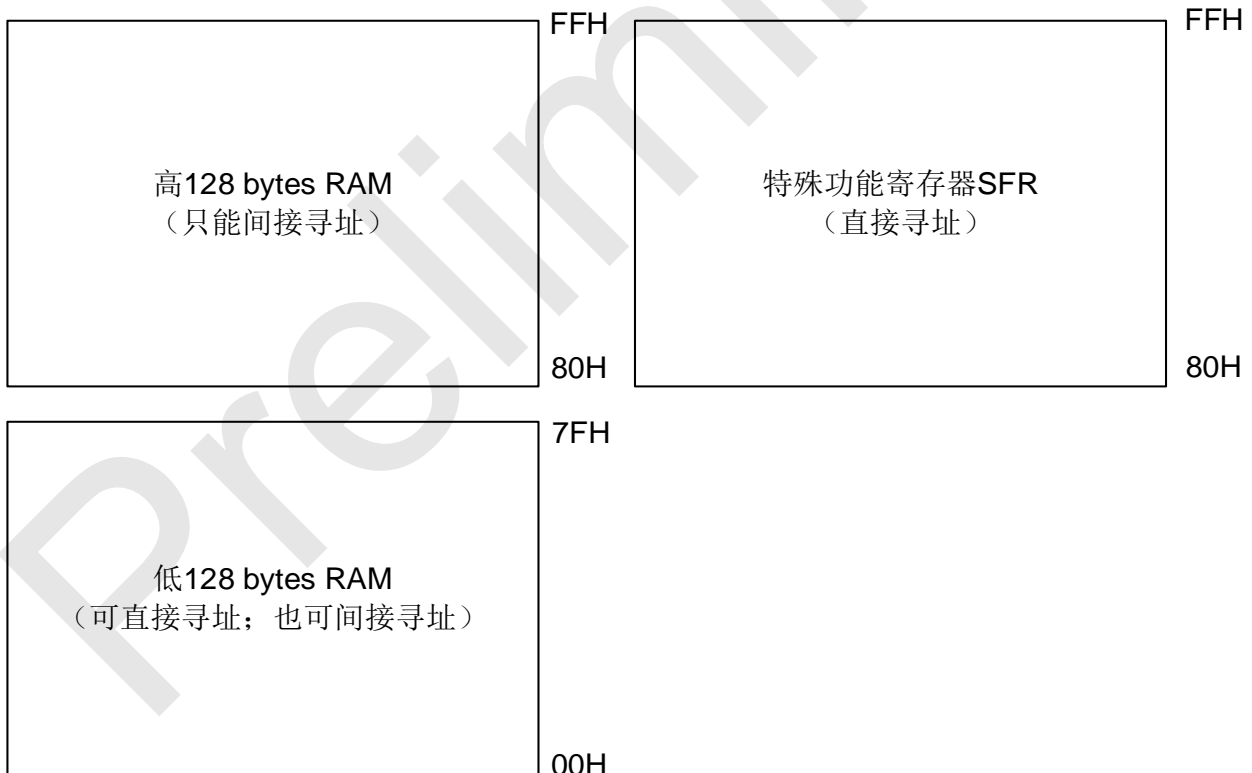 FFH
高128 bytes RAM
（只能间接寻址）
80H
FFH
特殊功能寄存器SFR
（直接寻址）
80H
7FH
低128 bytes RAM
（可直接寻址；也可间接寻址）
00H
Prelim